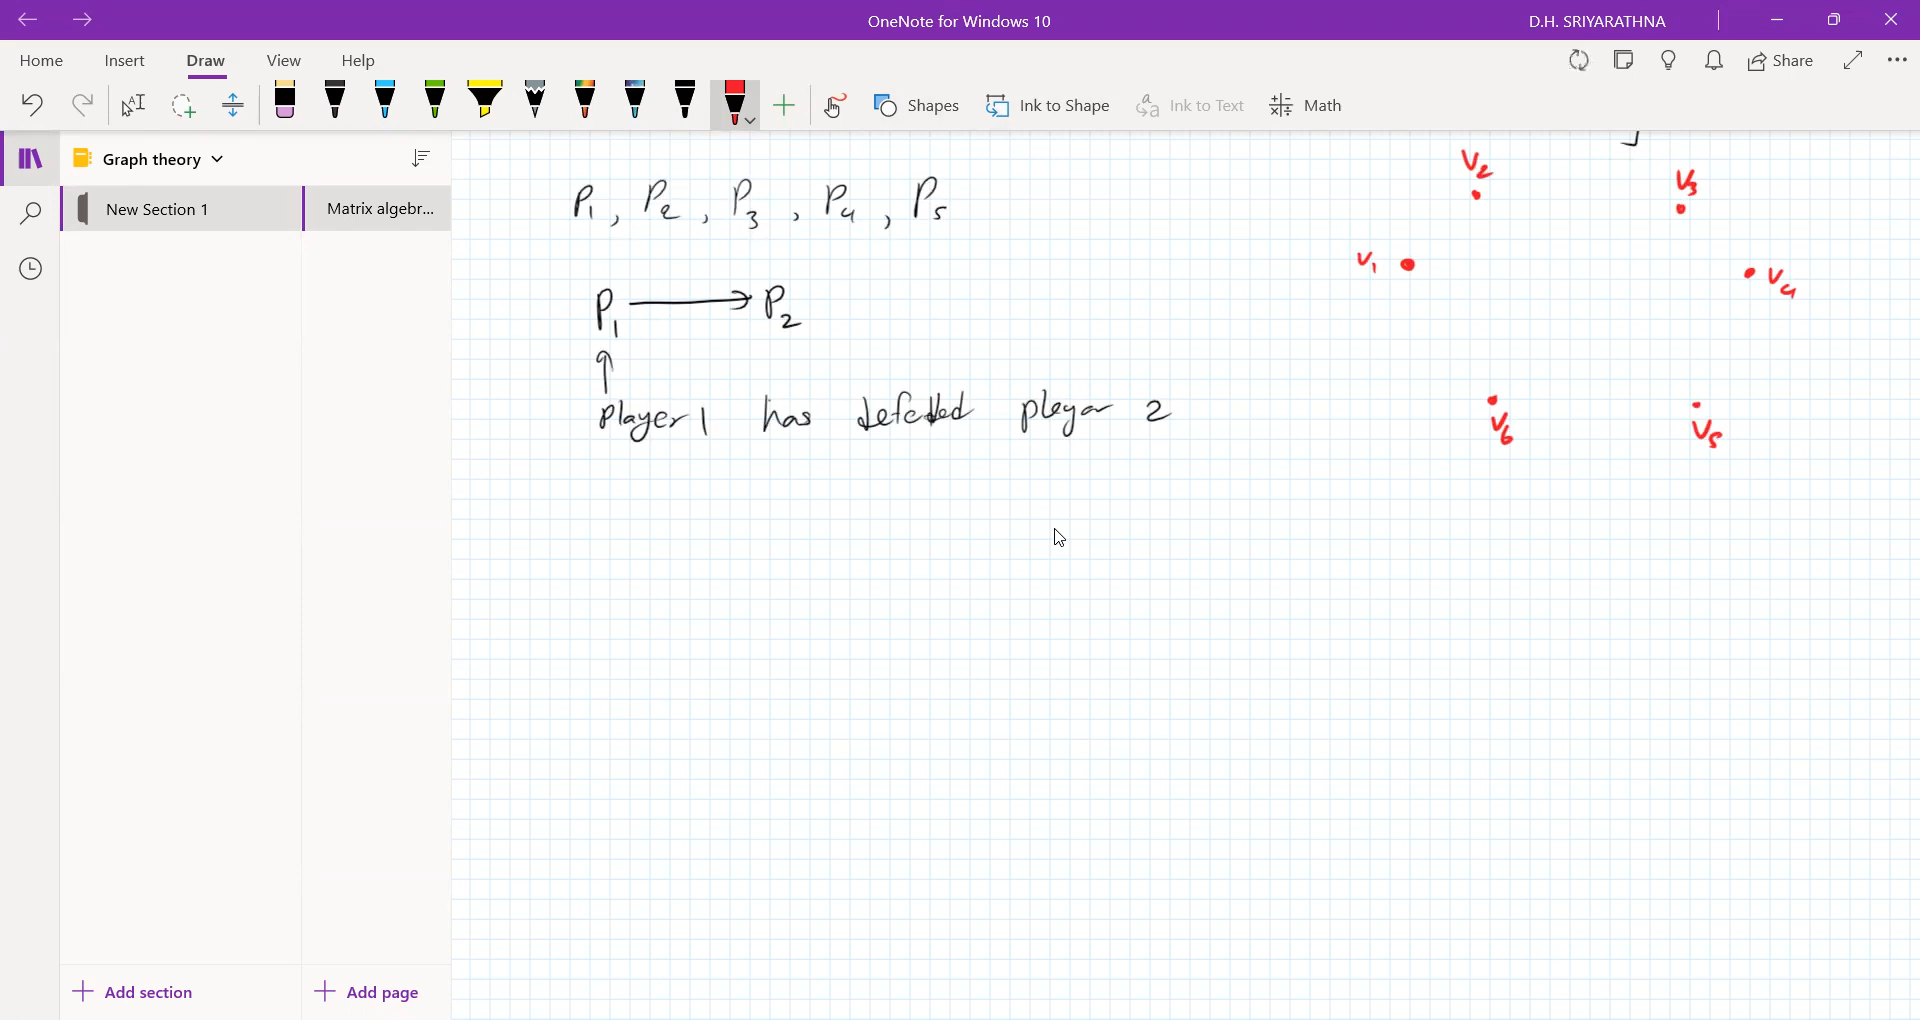 OneNote for Windows 10
D.H. SRIYARATHNA
Home Insert Draw View Help
Share
Shapes Ink to Shape Ink to Text Math
Graph theory
New Section 1
Matrix algebr...
P1, P2, P3, P4, P5
P1 → P2
↑
player 1 has defeated player 2
V2
V3
V1
V4
V6
V5
Add section
Add page